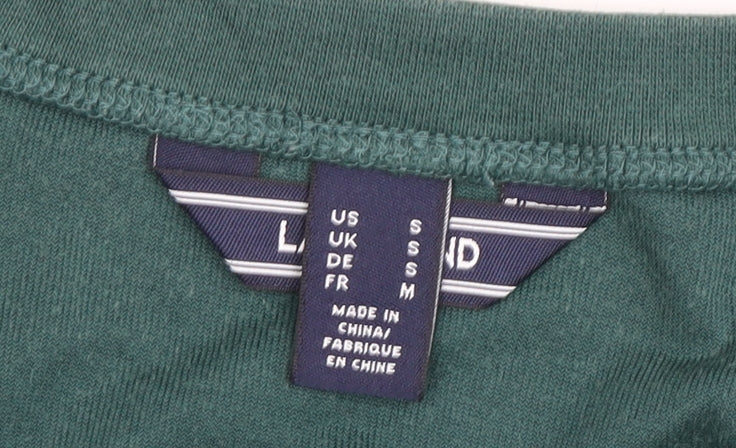 US S
UK S
DE S
FR M
MADE IN
CHINA/
FABRIQUE
EN CHINE